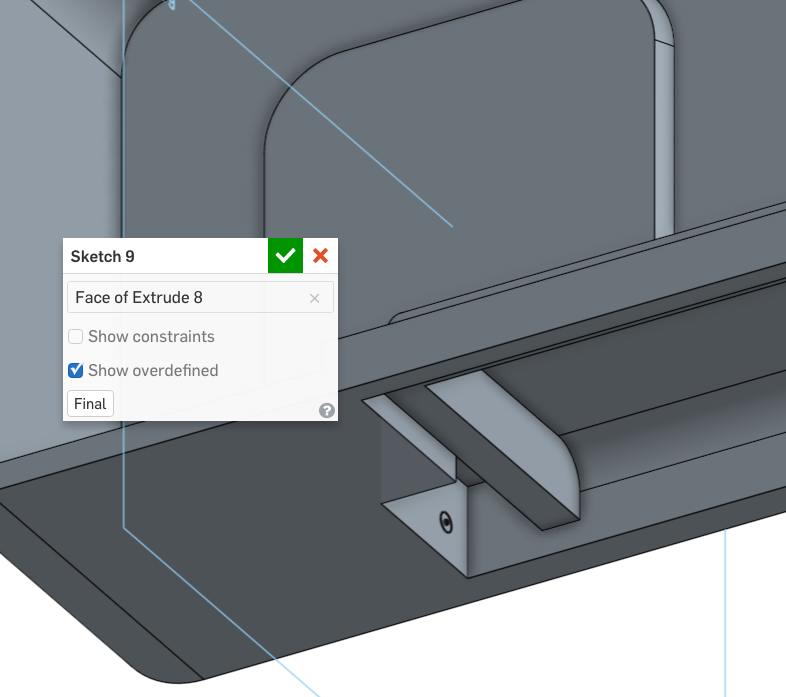 Sketch 9
Face of Extrude 8
Show constraints
Show overdefined
Final
?